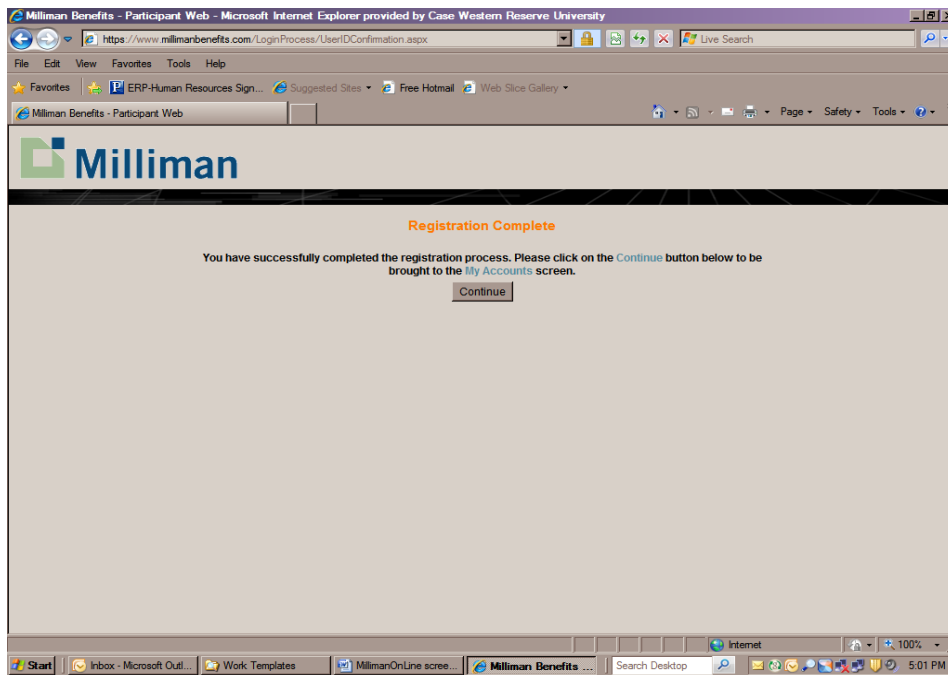 Milliman Benefits - Participant Web - Microsoft Internet Explorer provided by Case Western Reserve University
https://www.millimanbenefits.com/LoginProcess/UserIDConfirmation.aspx Live Search
File Edit View Favorites Tools Help
Favorites ERP-Human Resources Sign... Suggested Sites Free Hotmail Web Slice Gallery
Milliman Benefits - Participant Web Page Safety Tools
Milliman
Registration Complete
You have successfully completed the registration process. Please click on the Continue button below to be
brought to the My Accounts screen.
Continue
Internet 100%
Start Inbox - Microsoft Outl... Work Templates MillimanOnLine scree... Milliman Benefits ... Search Desktop 5:01 PM